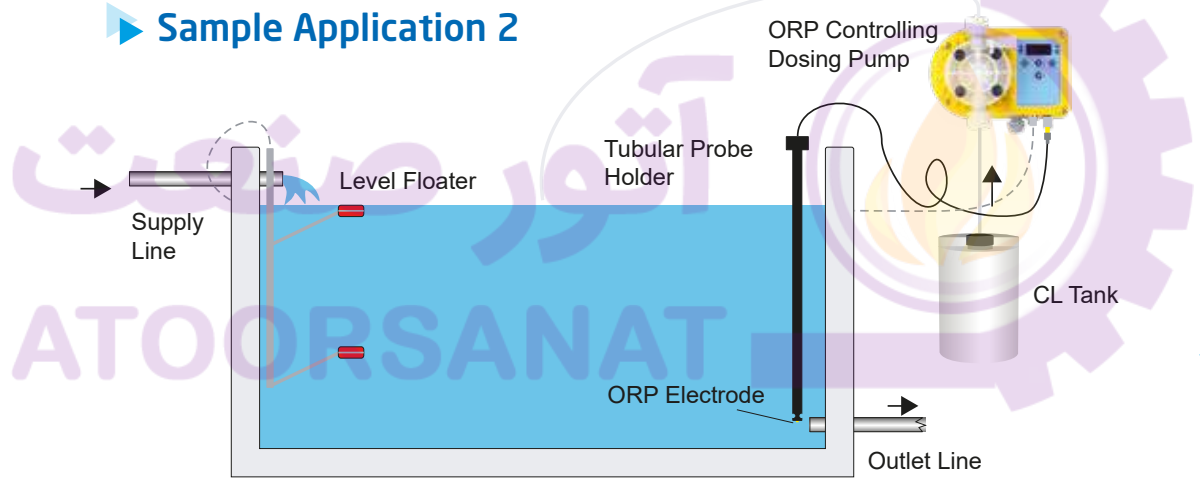 Sample Application 2
ORP Controlling
Dosing Pump
Tubular Probe
Holder
Level Floater
Supply
Line
آتور صنعت
CL Tank
ATOORSANAT
ORP Electrode
Outlet Line